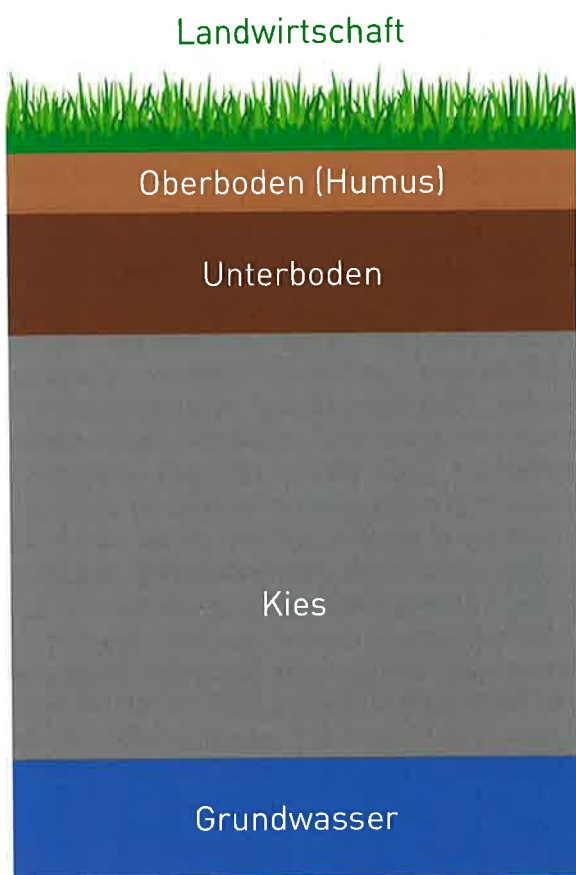 Landwirtschaft
Oberboden (Humus)
Unterboden
Kies
Grundwasser